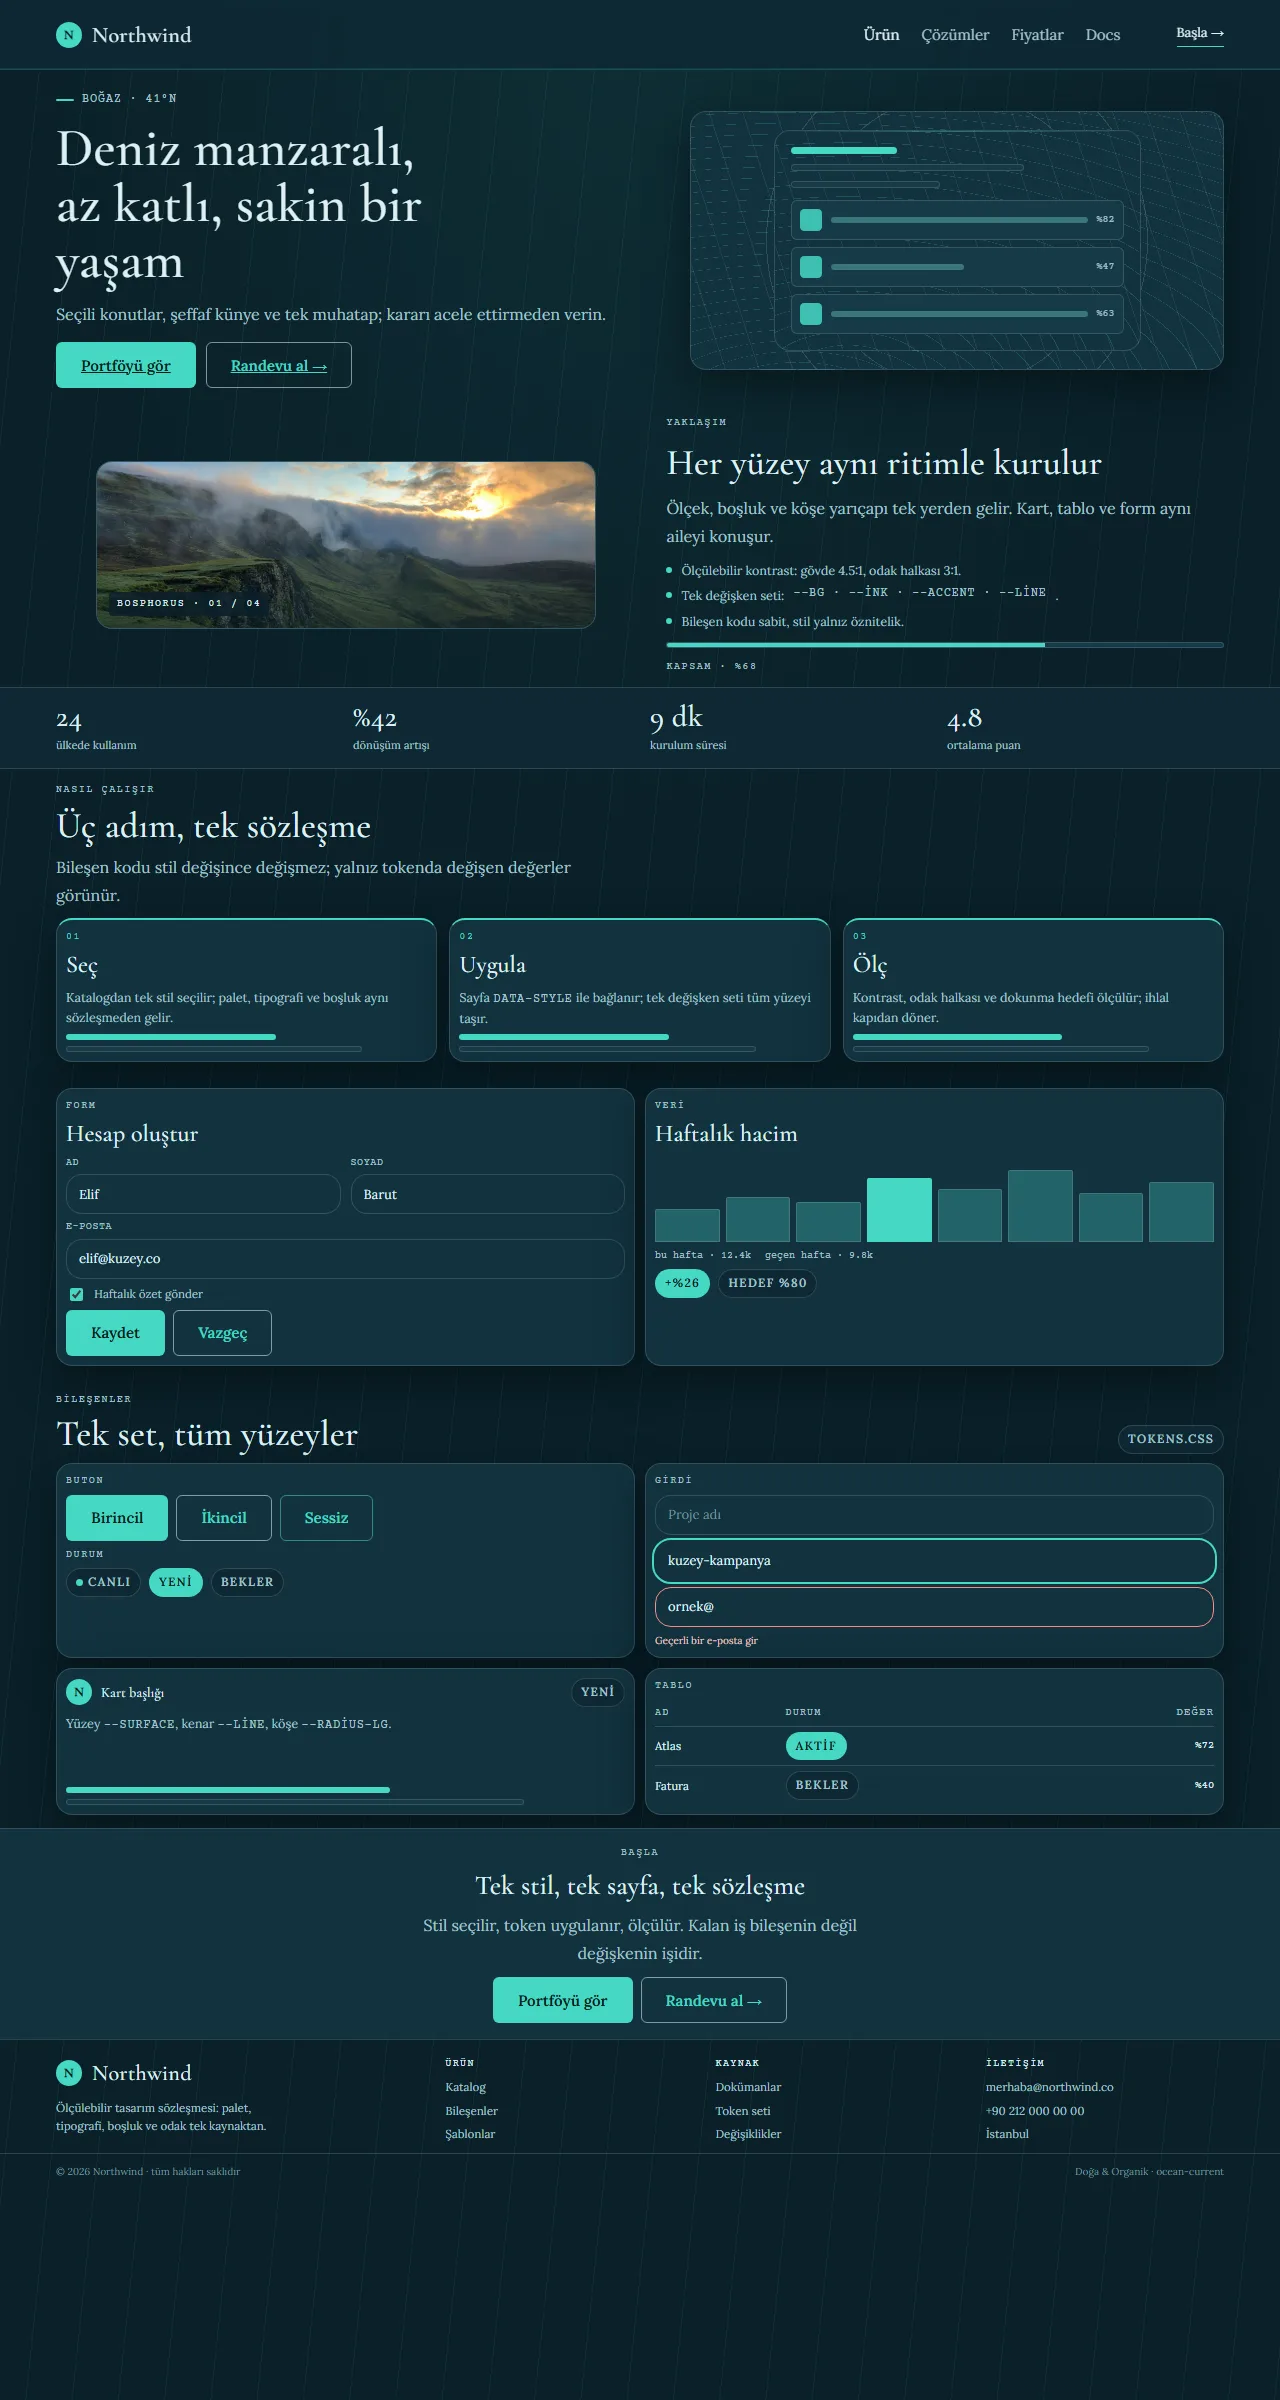 N Northwind
Ürün Çözümler Fiyatlar Docs Başla →
BOĞAZ · 41°N
Deniz manzaralı,
az katlı, sakin bir
yaşam
Seçili konutlar, şeffaf künye ve tek muhatap; kararı acele ettirmeden verin.
Portföyü gör Randevu al →
%82
%47
%63
BOSPHORUS · 01 / 04
YAKLAŞIM
Her yüzey aynı ritimle kurulur
Ölçek, boşluk ve köşe yarıçapı tek yerden gelir. Kart, tablo ve form aynı
aileyi konuşur.
Ölçülebilir kontrast: gövde 4.5:1, odak halkası 3:1.
Tek değişken seti: --BG · --İNK · --ACCENT · --LİNE .
Bileşen kodu sabit, stil yalnız öznitelik.
KAPSAM · %68
24
ülkede kullanım
%42
dönüşüm artışı
9 dk
kurulum süresi
4.8
ortalama puan
NASIL ÇALIŞIR
Üç adım, tek sözleşme
Bileşen kodu stil değişince değişmez; yalnız tokenda değişen değerler
görünür.
01
Seç
Katalogdan tek stil seçilir; palet, tipografi ve boşluk aynı
sözleşmeden gelir.
02
Uygula
Sayfa DATA-STYLE ile bağlanır; tek değişken seti tüm yüzeyi
taşır.
03
Ölç
Kontrast, odak halkası ve dokunma hedefi ölçülür; ihlal
kapıdan döner.
FORM
Hesap oluştur
AD SOYAD
Elif Barut
E-POSTA
elif@kuzey.co
Haftalık özet gönder
Kaydet Vazgeç
VERİ
Haftalık hacim
bu hafta · 12.4k geçen hafta · 9.8k
+%26 HEDEF %80
BİLEŞENLER
Tek set, tüm yüzeyler
TOKENS.CSS
BUTON
Birincil İkincil Sessiz
DURUM
CANLI YENİ BEKLER
GİRDİ
Proje adı
kuzey-kampanya
ornek@
Geçerli bir e-posta gir
N Kart başlığı YENİ
Yüzey --SURFACE, kenar --LİNE, köşe --RADİUS-LG.
TABLO
AD DURUM DEĞER
Atlas AKTİF %72
Fatura BEKLER %40
BAŞLA
Tek stil, tek sayfa, tek sözleşme
Stil seçilir, token uygulanır, ölçülür. Kalan iş bileşenin değil
değişkenin işidir.
Portföyü gör Randevu al →
N Northwind
Ölçülebilir tasarım sözleşmesi: palet,
tipografi, boşluk ve odak tek kaynaktan.
ÜRÜN
Katalog
Bileşenler
Şablonlar
KAYNAK
Dokümanlar
Token seti
Değişiklikler
İLETİŞİM
merhaba@northwind.co
+90 212 000 00 00
İstanbul
© 2026 Northwind · tüm hakları saklıdır
Doğa & Organik · ocean-current